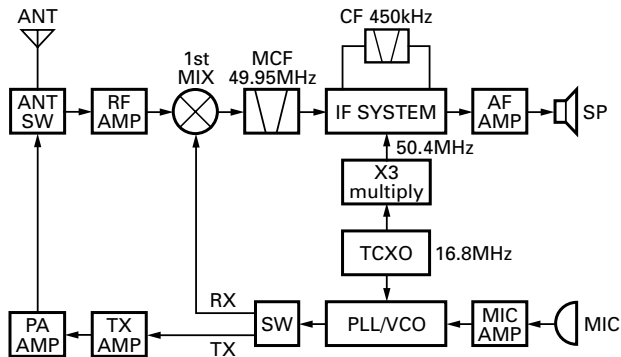 ANT
CF 450kHz
1st
MIX
MCF
49.95MHz
ANT
SW
RF
AMP
IF SYSTEM
AF
AMP
SP
50.4MHz
X3
multiply
TCXO
16.8MHz
RX
PA
AMP
TX
AMP
TX
SW
PLL/VCO
MIC
AMP
MIC